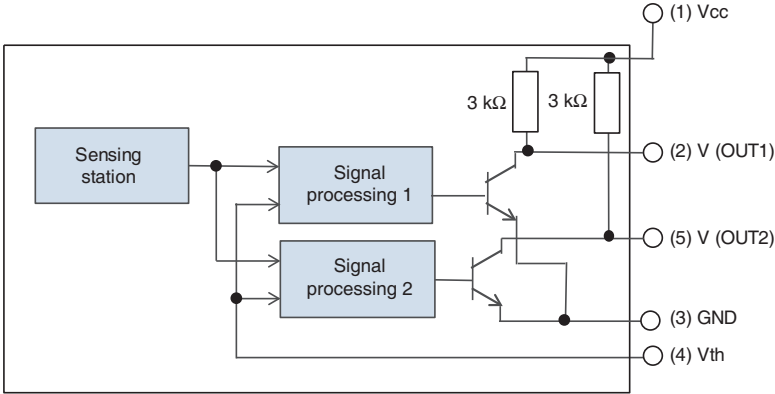 (1) Vcc
3 kΩ 3 kΩ
Sensing
station
Signal
processing 1
(2) V (OUT1)
(5) V (OUT2)
Signal
processing 2
(3) GND
(4) Vth